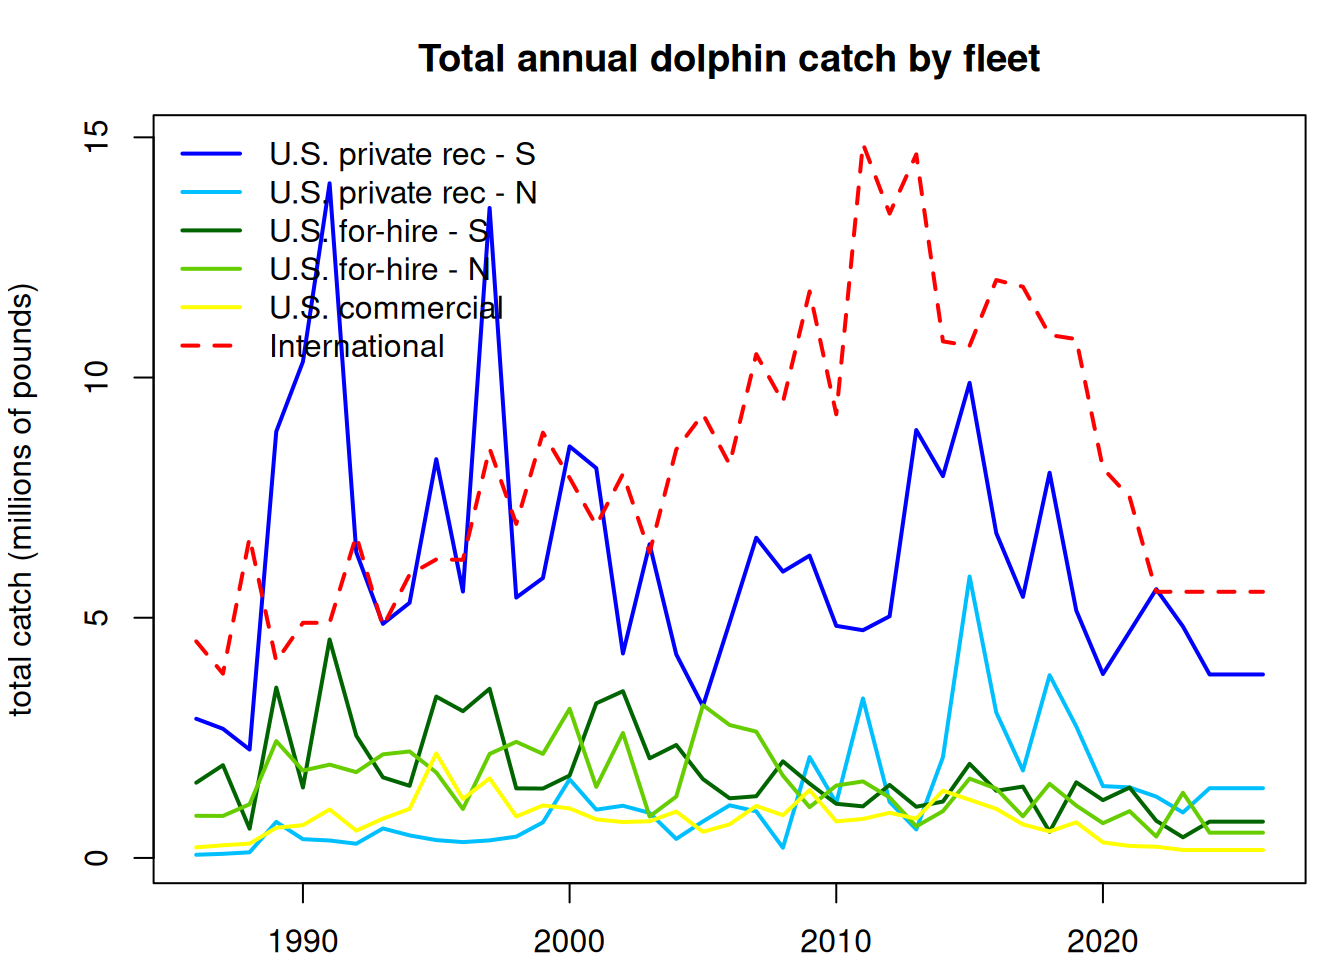 Total annual dolphin catch by fleet
total catch (millions of pounds)
15
10
5
0
U.S. private rec - S
U.S. private rec - N
U.S. for-hire - S
U.S. for-hire - N
U.S. commercial
International
1990
2000
2010
2020